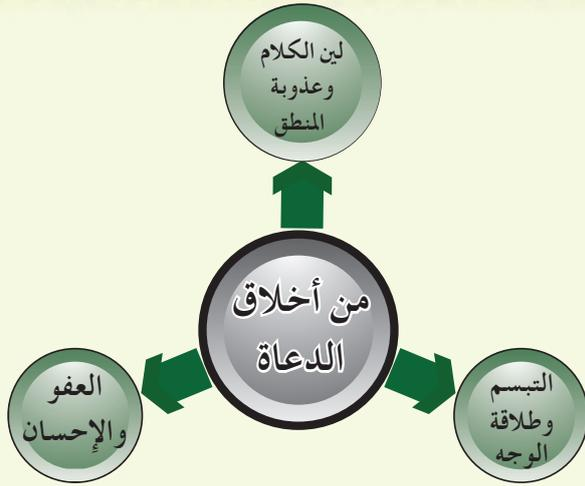 لين الكلام
وعذوبة
المنطق
من أخلاق
الدعاة
التبسم
وطلاقة
الوجه
العفو
والإحسان